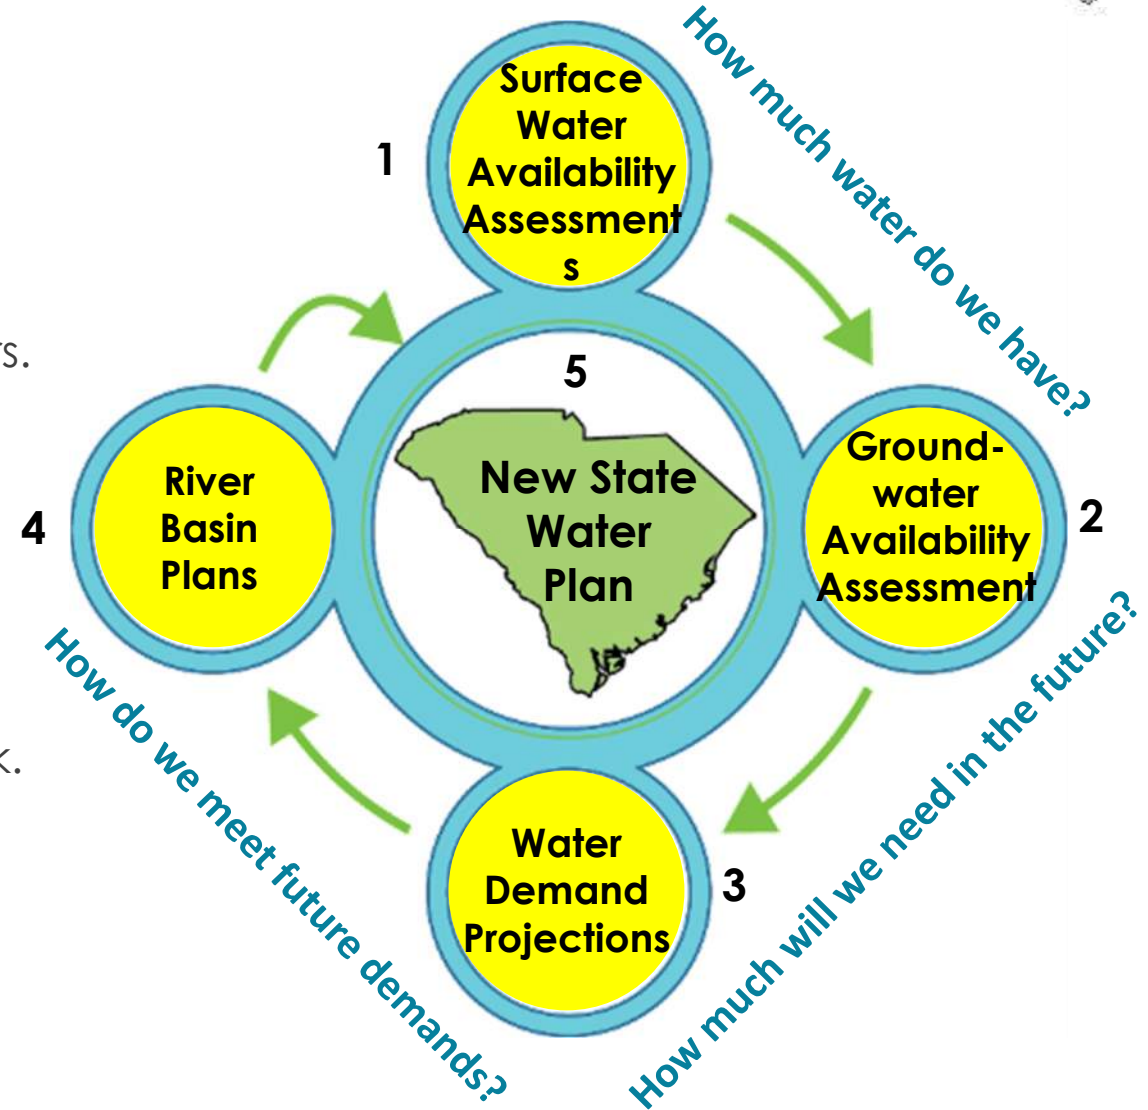 How much water do we have?
1
Surface
Water
Availability
Assessment
s
rs.
5
New State
Water
Plan
Ground-
water
Availability
Assessment
2
4
River
Basin
Plans
How much will we need in the future?
k.
How do we meet future demands?
Water
Demand
Projections
3